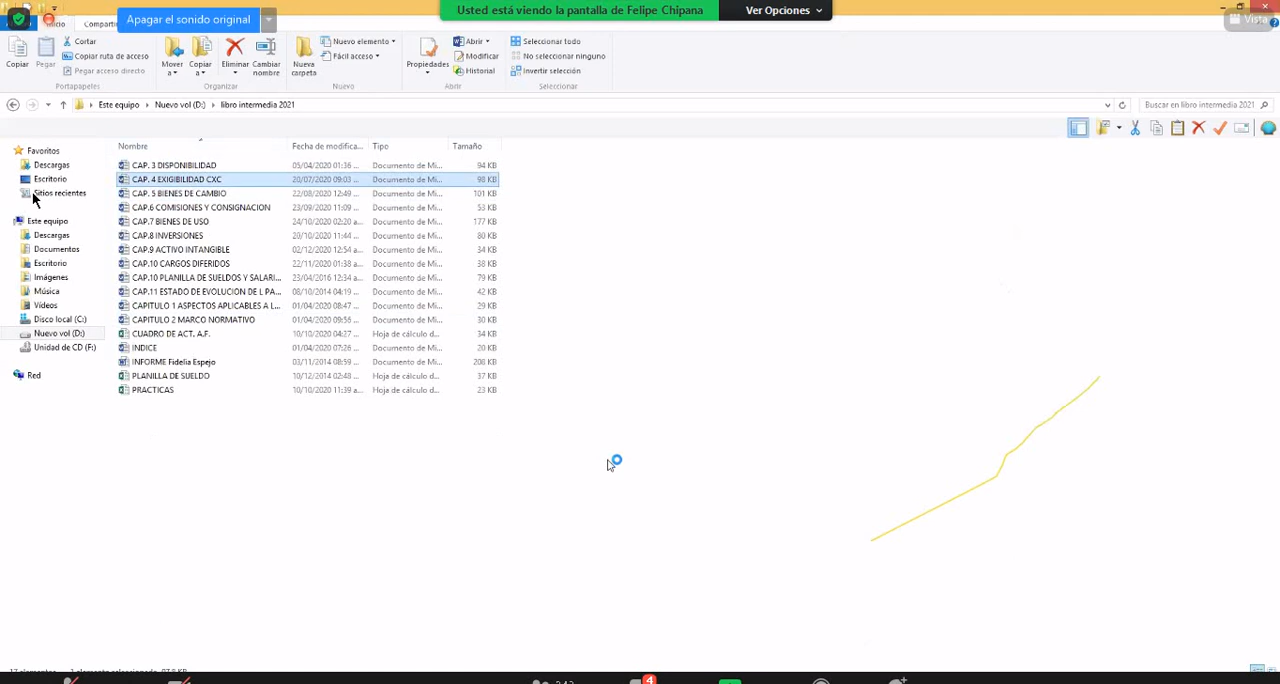 Apagar el sonido original
Usted está viendo la pantalla de Felipe Chipana
Ver Opciones
Vista
Inicio
Copiar
Pegar
Cortar
Copiar ruta de acceso
Pegar acceso directo
Portapapeles
Mover a
Copiar a
Eliminar
Cambiar nombre
Organizar
Nueva carpeta
Nuevo elemento
Fácil acceso
Nuevo
Propiedades
Abrir
Modificar
Historial
Abrir
Seleccionar todo
No seleccionar ninguno
Invertir selección
Seleccionar
Este equipo
Nuevo vol (D:)
libro intermedia 2021
Buscar en libro intermedia 2021
Favoritos
Descargas
Escritorio
Sitios recientes
Este equipo
Descargas
Documentos
Escritorio
Imágenes
Música
Vídeos
Disco local (C:)
Nuevo vol (D:)
Unidad de CD (F:)
Red
Nombre Fecha de modifica... Tipo Tamaño
CAP. 3 DISPONIBILIDAD 05/04/2020 01:36 ... Documento de Mi... 94 KB
CAP. 4 EXIGIBILIDAD CXC 20/07/2020 09:03 ... Documento de Mi... 98 KB
CAP. 5 BIENES DE CAMBIO 22/08/2020 12:49 ... Documento de Mi... 101 KB
CAP.6 COMISIONES Y CONSIGNACION 23/09/2020 11:09 ... Documento de Mi... 53 KB
CAP.7 BIENES DE USO 24/10/2020 02:20 a... Documento de Mi... 177 KB
CAP.8 INVERSIONES 20/10/2020 11:44 ... Documento de Mi... 80 KB
CAP.9 ACTIVO INTANGIBLE 02/12/2020 12:54 a... Documento de Mi... 34 KB
CAP.10 CARGOS DIFERIDOS 22/11/2020 01:38 a... Documento de Mi... 38 KB
CAP.10 PLANILLA DE SUELDOS Y SALARI... 23/04/2016 12:34 a... Documento de Mi... 79 KB
CAP.11 ESTADO DE EVOLUCION DE L PA... 08/10/2014 04:19 ... Documento de Mi... 42 KB
CAPITULO 1 ASPECTOS APLICABLES A L... 01/04/2020 08:47 ... Documento de Mi... 29 KB
CAPITULO 2 MARCO NORMATIVO 01/04/2020 09:56 ... Documento de Mi... 30 KB
CUADRO DE ACT. A.F. 10/10/2020 04:27 ... Hoja de cálculo d... 34 KB
INDICE 01/04/2020 07:26 ... Documento de Mi... 20 KB
INFORME Fidelia Espejo 03/11/2014 08:59 ... Documento de Mi... 208 KB
PLANILLA DE SUELDO 10/12/2014 02:48 ... Hoja de cálculo d... 37 KB
PRACTICAS 10/10/2020 11:39 a... Hoja de cálculo d... 23 KB
4